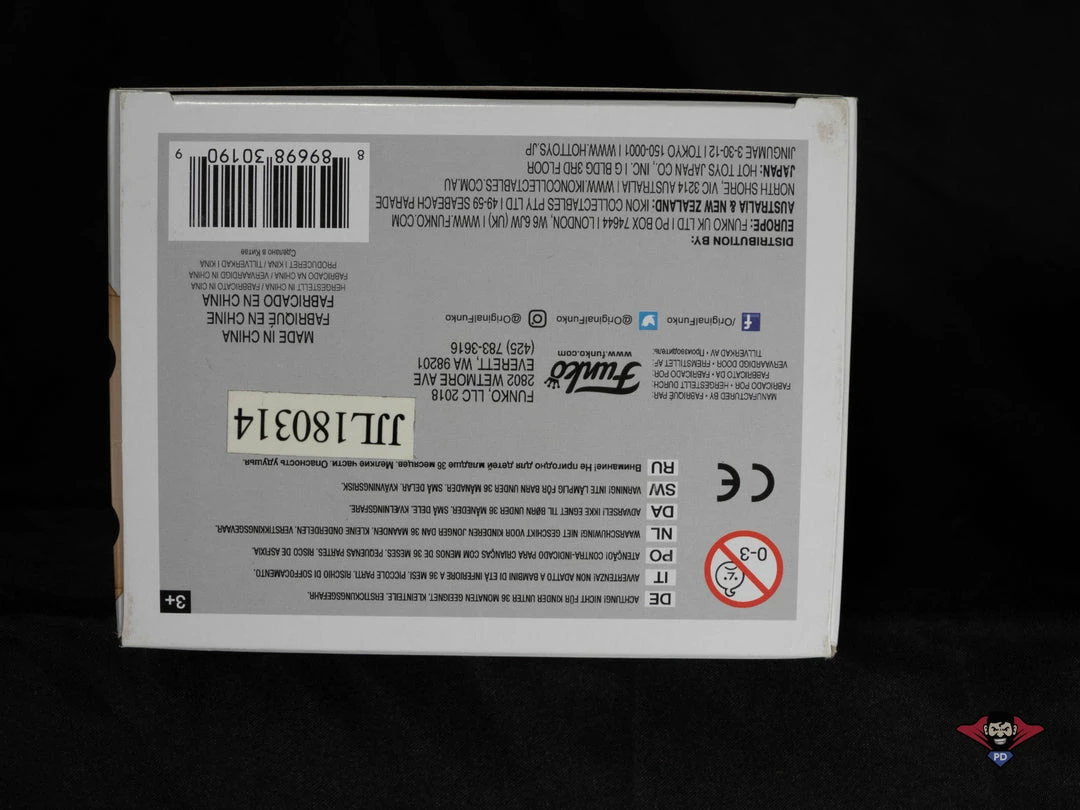 0-3
DE ACHTUNG! NICHT FÜR KINDER UNTER 36 MONATEN GEEIGNET. KLEINTEILE. ERSTICKUNGSGEFAHR.
IT AVVERTENZA! NON ADATTO A BAMBINI DI ETÀ INFERIORE A 36 MESI. PICCOLE PARTI. RISCHIO DI SOFFOCAMENTO.
PO ATENÇÃO! CONTRA-INDICADO PARA CRIANÇAS COM MENOS DE 36 MESES. PEQUENAS PARTES. RISCO DE ASFIXIA.
NL WAARSCHUWING! NIET GESCHIKT VOOR KINDEREN JONGER DAN 36 MAANDEN. KLEINE ONDERDELEN. VERSTIKKINGSGEVAAR.
DA ADVARSEL! IKKE EGNET TIL BØRN UNDER 36 MÅNEDER. SMÅ DELE. KVÆLNINGSFARE.
SW VARNING! INTE LÄMPLIG FÖR BARN UNDER 36 MÅNADER. SMÅ DELAR. KVÄVNINGSRISK.
RU Внимание! Не пригодно для детей младше 36 месяцев. Мелкие части. Опасность удушья.
3+
CE
JJL180314
MANUFACTURED BY • FABRIQUÉ PAR:
FABRICADO POR • HERGESTELLT DURCH:
FABBRICATO DA • FABRICADO POR:
VERVAARDIGD DOOR • FREMSTILLET AF:
TILLVERKAD AV • Производитель:
Funko
www.funko.com
FUNKO, LLC 2018
2802 WETMORE AVE
EVERETT, WA 98201
(425) 783-3616
/OriginalFunko @OriginalFunko @OriginalFunko
MADE IN CHINA
FABRIQUÉ EN CHINE
FABRICADO EN CHINA
HERGESTELLT IN CHINA / FABBRICATO IN CINA
FABRICADO NA CHINA / VERVAARDIGD IN CHINA
PRODUCERET I KINA / TILLVERKAD I KINA
Сделано в Китае
DISTRIBUTION BY:
EUROPE: FUNKO UK LTD | PO BOX 74644 | LONDON, W6 6JW (UK) | WWW.FUNKO.COM
AUSTRALIA & NEW ZEALAND: IKON COLLECTABLES PTY LTD | 49-69 SEABEACH PARADE
NORTH SHORE, VIC 3214 AUSTRALIA | WWW.IKONCOLLECTABLES.COM.AU
JAPAN: HOT TOYS JAPAN CO., INC. | G BLDG 3RD FLOOR
JINGUMAE 3-30-12 | TOKYO 150-0001 | WWW.HOTTOYS.JP
8 89698 30190 9
PD